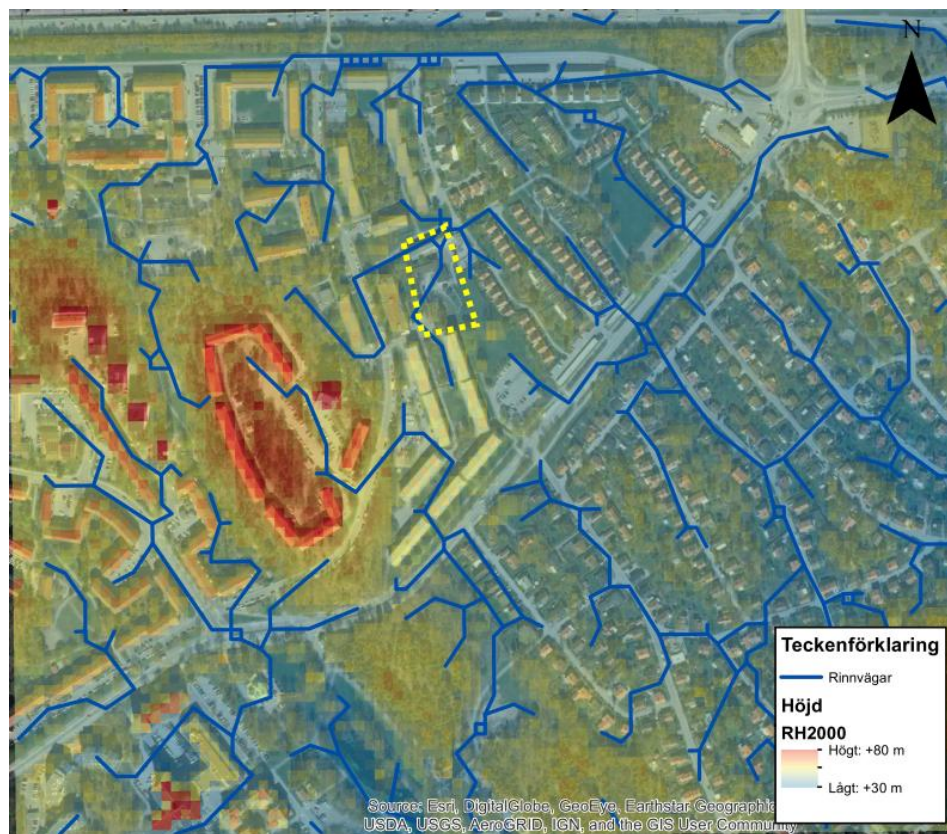 N
Teckenförklaring
Rinnvägar
Höjd
RH2000
Högt: +80 m
Lågt: +30 m
Source: Esri, DigitalGlobe, GeoEye, Earthstar Geographic
USDA, USGS, AeroGRID, IGN, and the GIS User Community